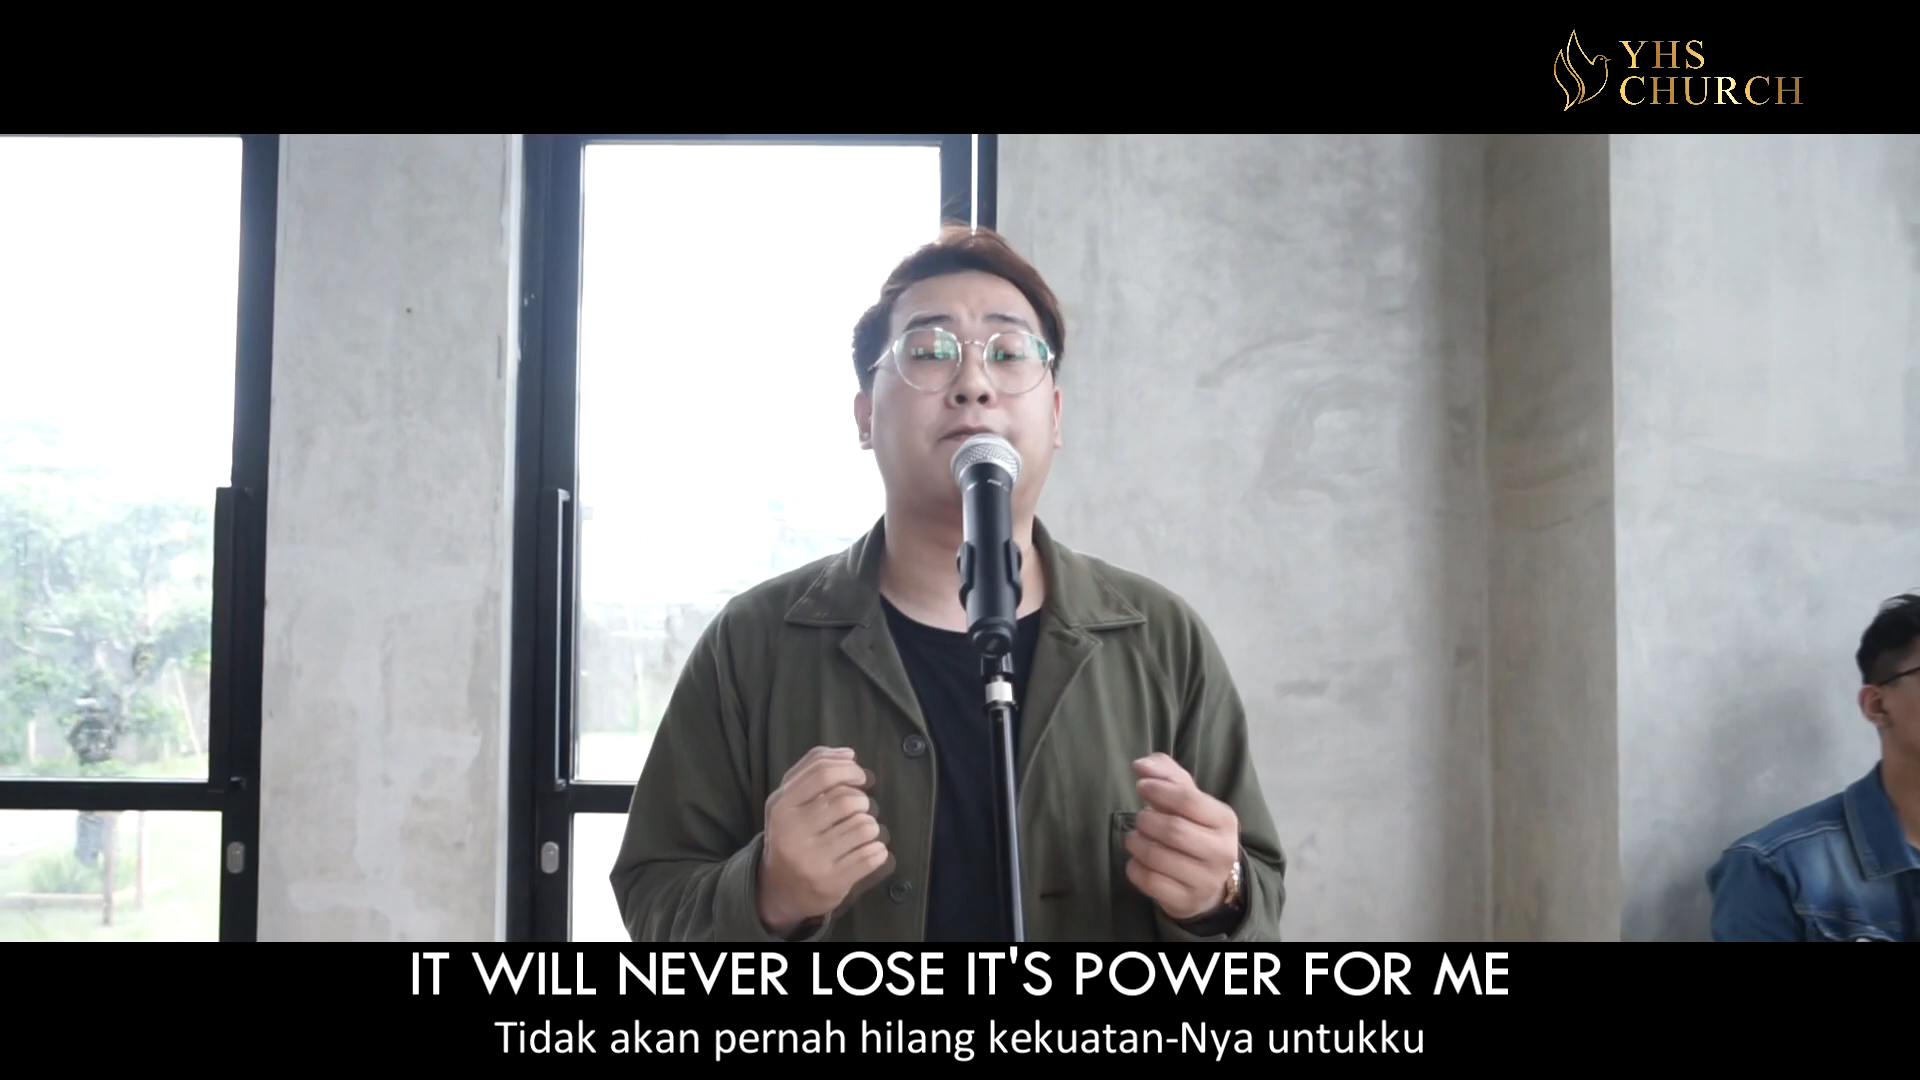 YHS
CHURCH
IT WILL NEVER LOSE IT'S POWER FOR ME
Tidak akan pernah hilang kekuatan-Nya untukku